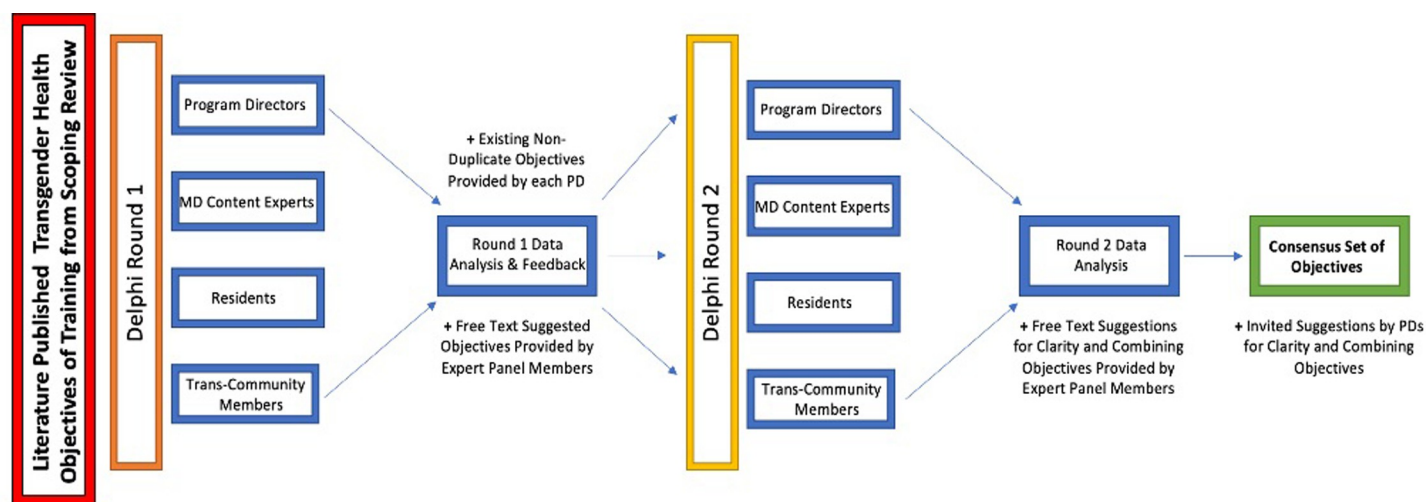 Literature Published Transgender Health
Objectives of Training from Scoping Review
Delphi Round 1
Program Directors
MD Content Experts
Residents
Trans-Community
Members
+ Existing Non-
Duplicate Objectives
Provided by each PD
Round 1 Data
Analysis & Feedback
+ Free Text Suggested
Objectives Provided by
Expert Panel Members
Delphi Round 2
Program Directors
MD Content Experts
Residents
Trans-Community
Members
Round 2 Data
Analysis
+ Free Text Suggestions
for Clarity and Combining
Objectives Provided by
Expert Panel Members
Consensus Set of
Objectives
+ Invited Suggestions by PDs
for Clarity and Combining
Objectives